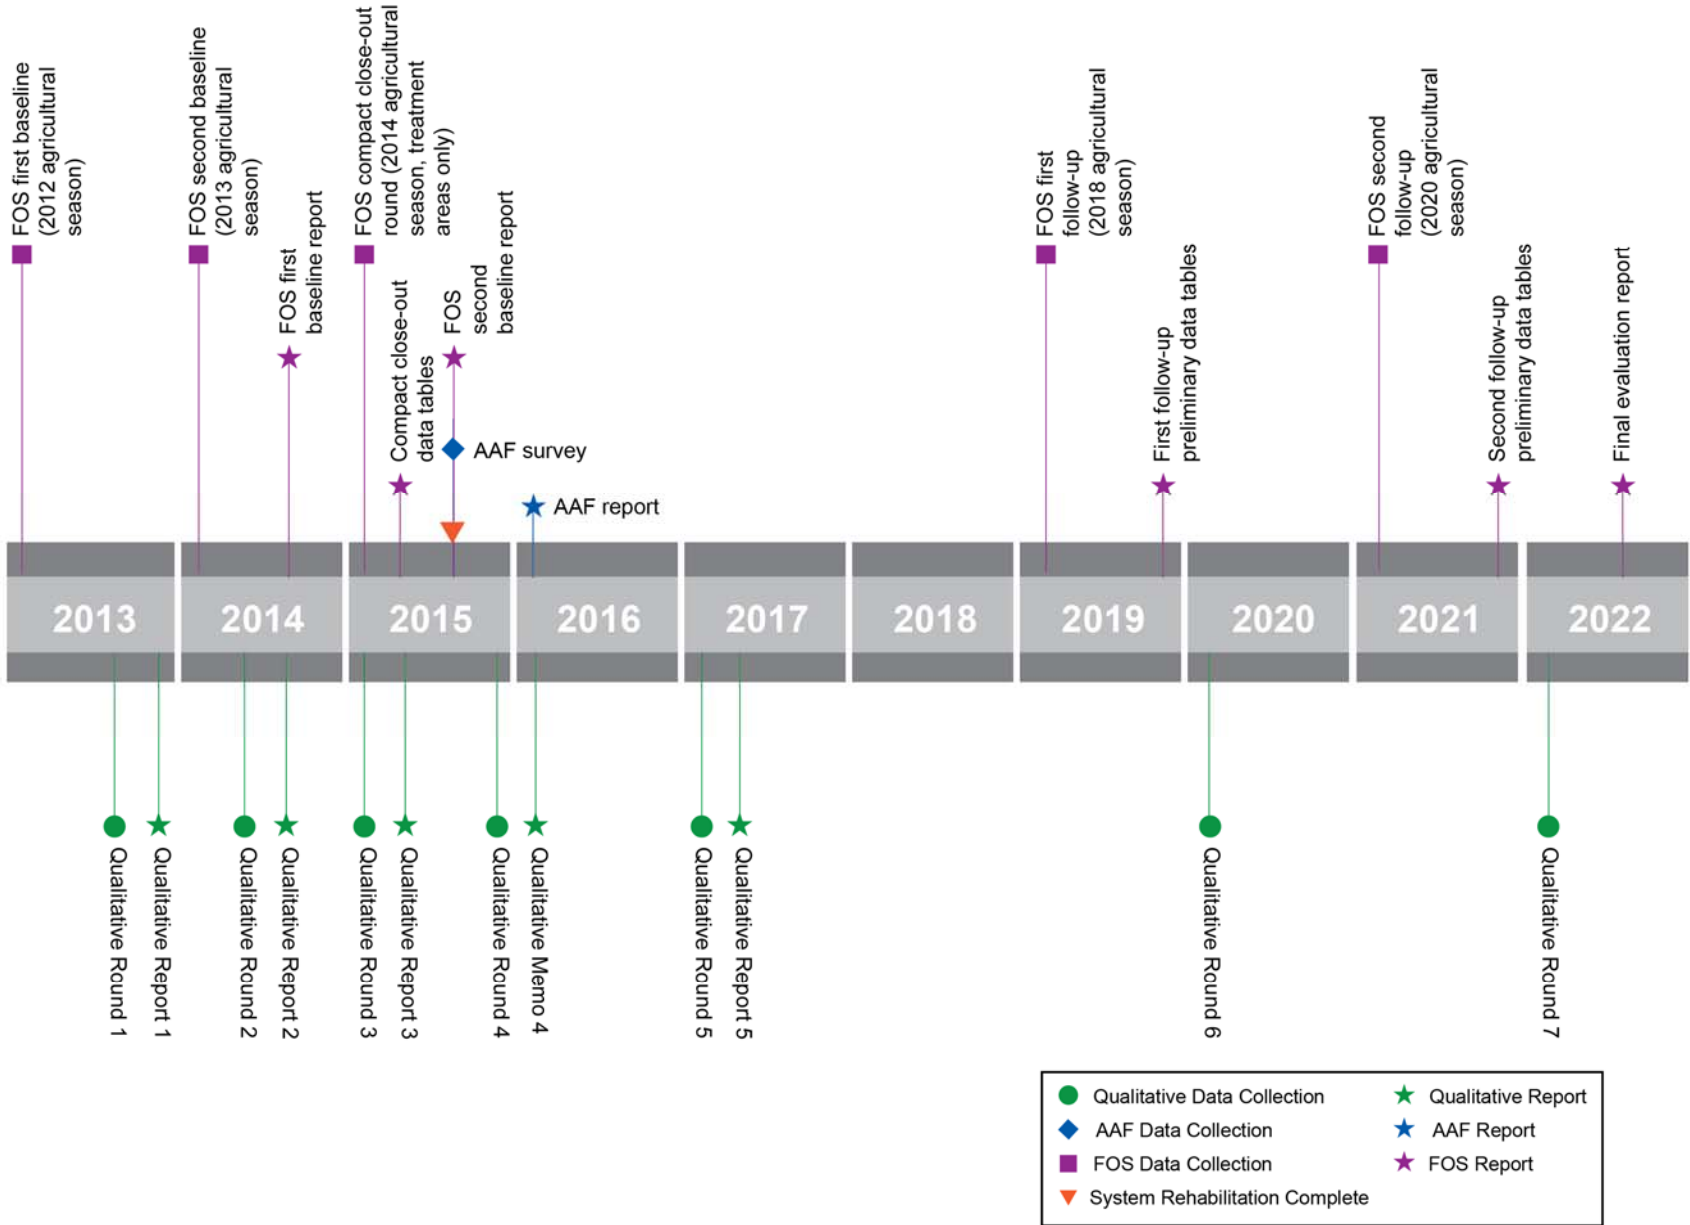 FOS first baseline
(2012 agricultural
season)
FOS second baseline
(2013 agricultural
season)
FOS first
baseline report
FOS compact close-out
round (2014 agricultural
season, treatment
areas only)
Compact close-out
data tables
FOS
second
baseline report
AAF survey
AAF report
FOS first
follow-up
(2018 agricultural
season)
First follow-up
preliminary data tables
FOS second
follow-up
(2020 agricultural
season)
Second follow-up
preliminary data tables
Final evaluation report
2013
2014
2015
2016
2017
2018
2019
2020
2021
2022
Qualitative Round 1
Qualitative Report 1
Qualitative Round 2
Qualitative Report 2
Qualitative Round 3
Qualitative Report 3
Qualitative Round 4
Qualitative Memo 4
Qualitative Round 5
Qualitative Report 5
Qualitative Round 6
Qualitative Round 7
Qualitative Data Collection
Qualitative Report
AAF Data Collection
AAF Report
FOS Data Collection
FOS Report
System Rehabilitation Complete